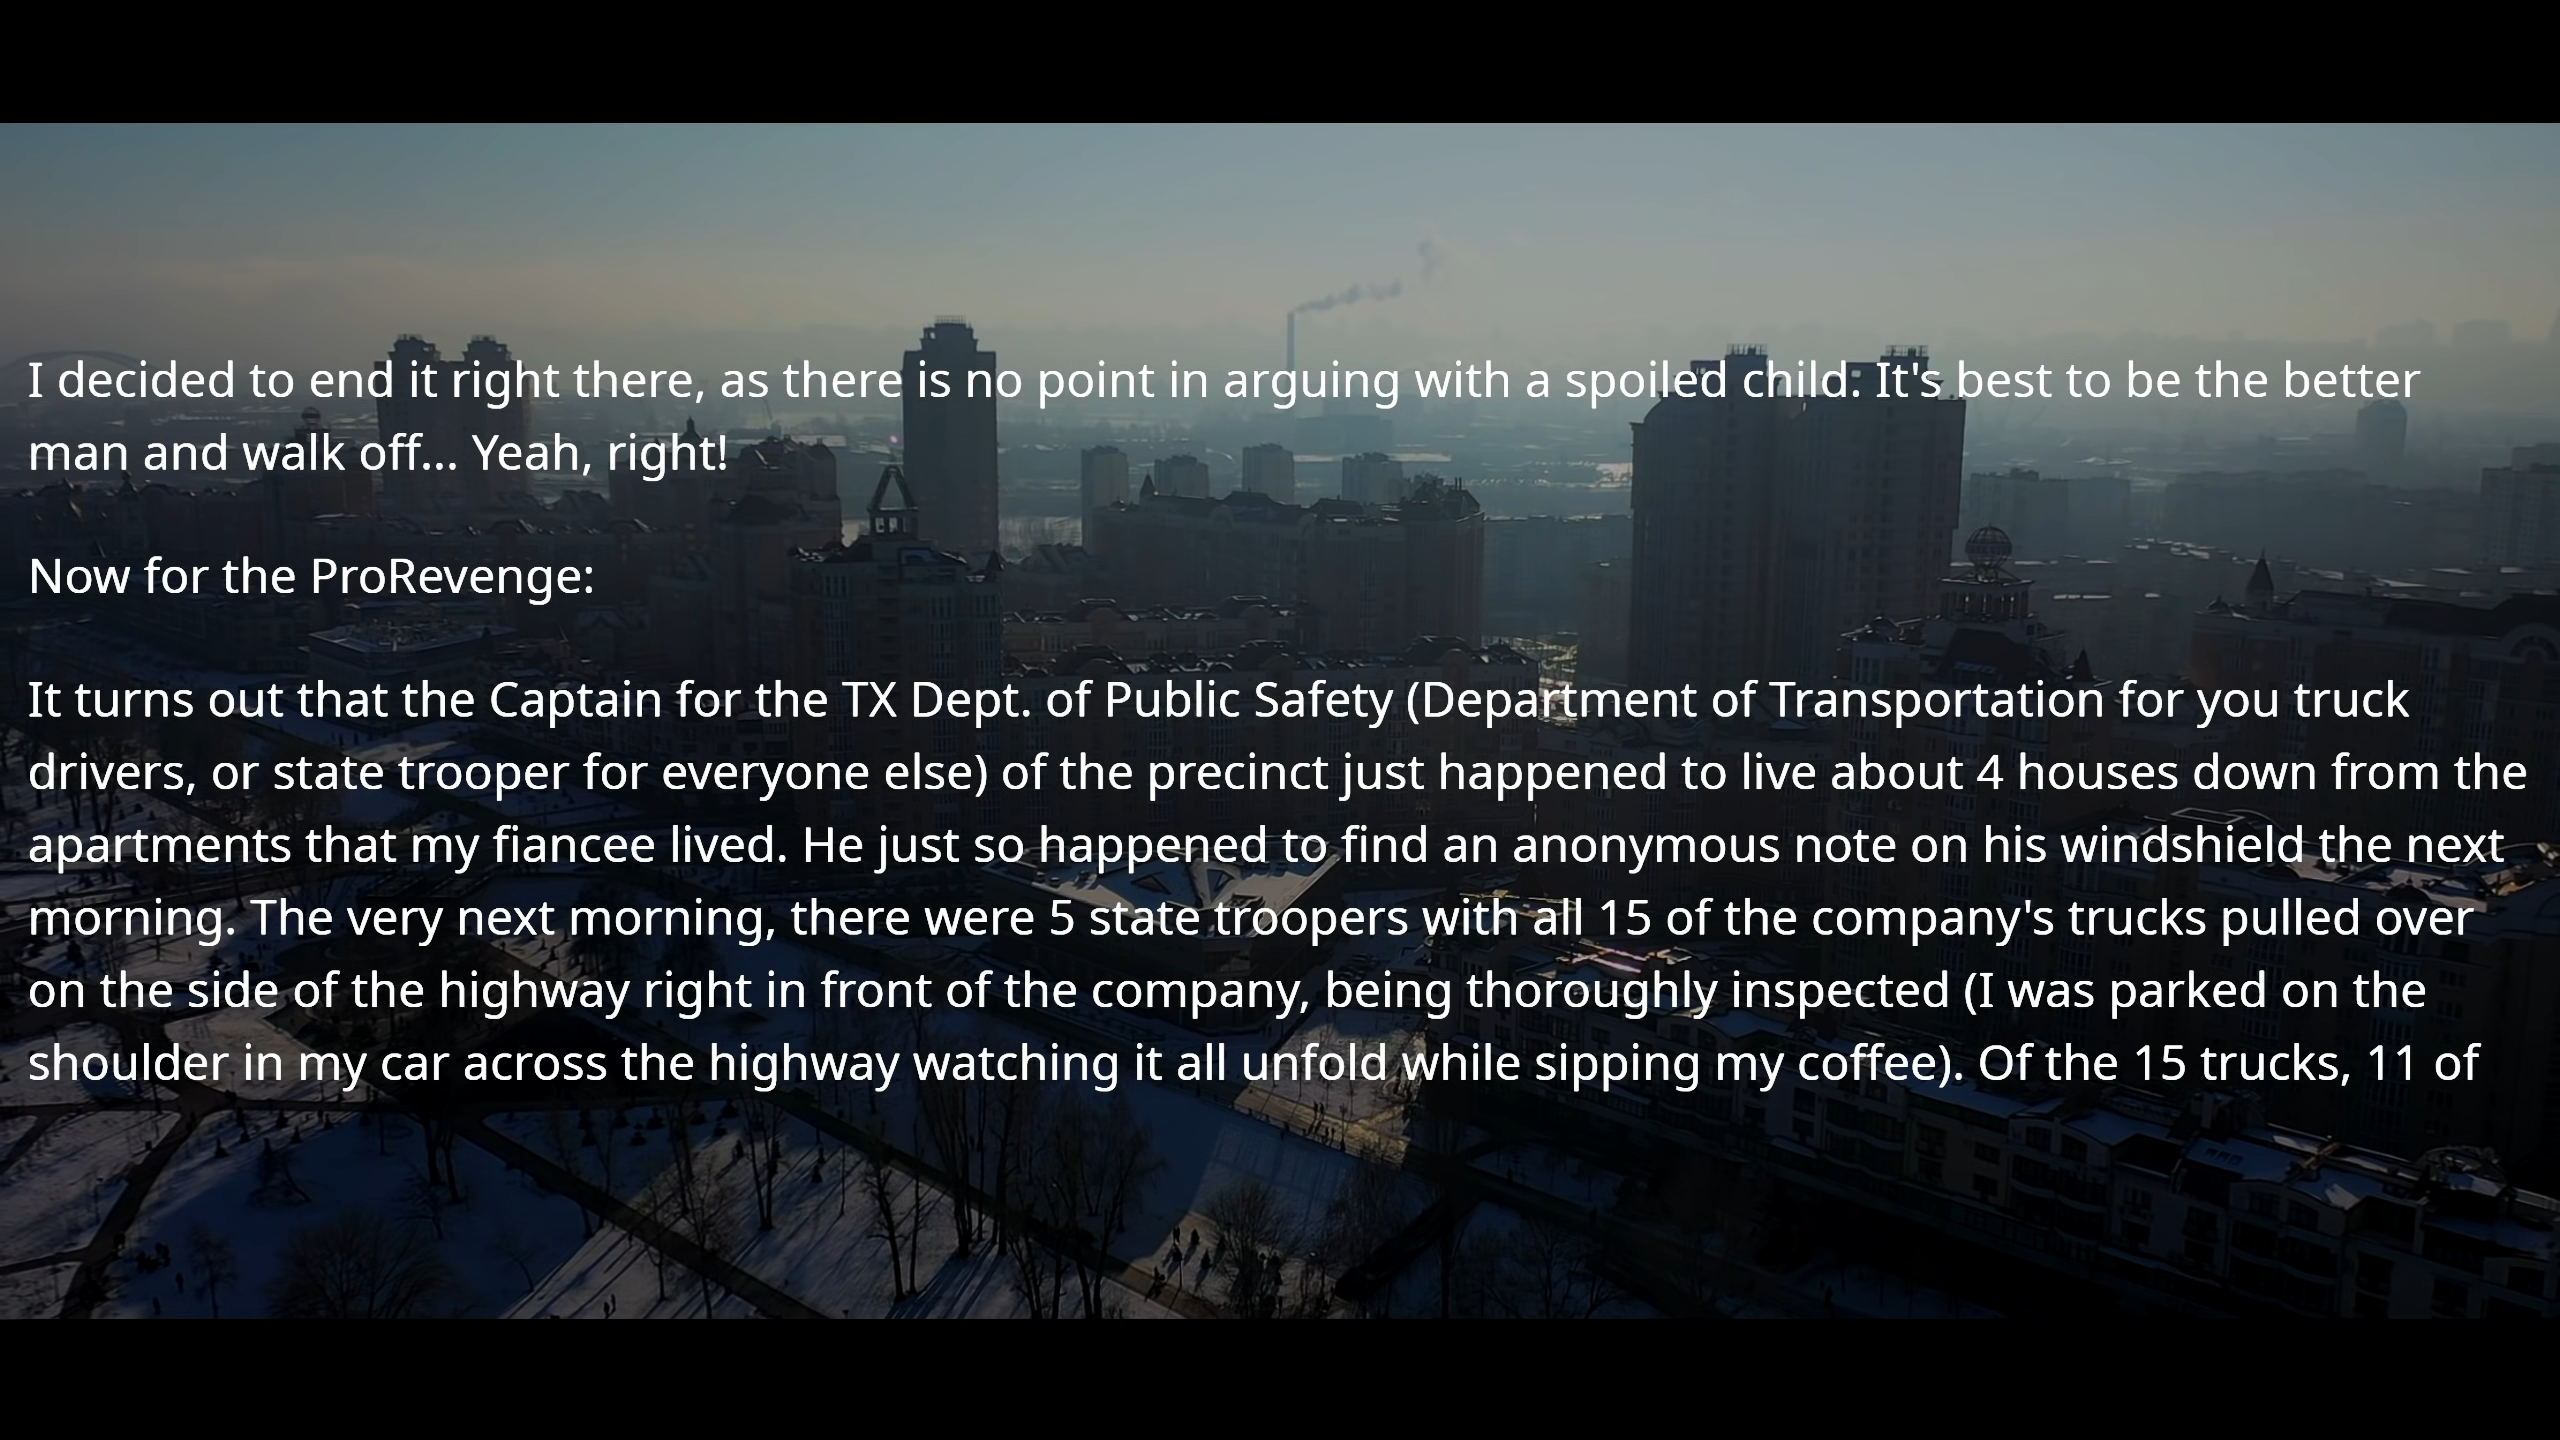 I decided to end it right there, as there is no point in arguing with a spoiled child. It's best to be the better
man and walk off... Yeah, right!
Now for the ProRevenge:
It turns out that the Captain for the TX Dept. of Public Safety (Department of Transportation for you truck
drivers, or state trooper for everyone else) of the precinct just happened to live about 4 houses down from the
apartments that my fiancee lived. He just so happened to find an anonymous note on his windshield the next
morning. The very next morning, there were 5 state troopers with all 15 of the company's trucks pulled over
on the side of the highway right in front of the company, being thoroughly inspected (I was parked on the
shoulder in my car across the highway watching it all unfold while sipping my coffee). Of the 15 trucks, 11 of